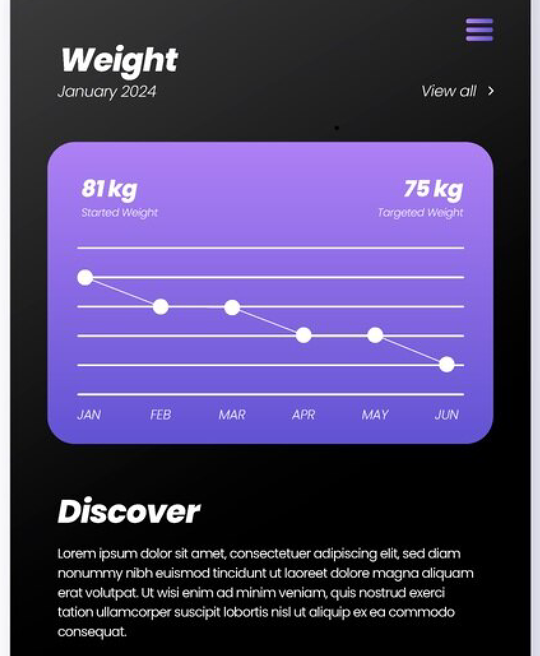 Weight
January 2024
View all >
81 kg
75 kg
Started Weight
Targeted Weight
JAN FEB MAR APR MAY JUN
Discover
Lorem ipsum dolor sit amet, consectetuer adipiscing elit, sed diam
nonummy nibh euismod tincidunt ut laoreet dolore magna aliquam
erat volutpat. Ut wisi enim ad minim veniam, quis nostrud exerci
tation ullamcorper suscipit lobortis nisl ut aliquip ex ea commodo
consequat.